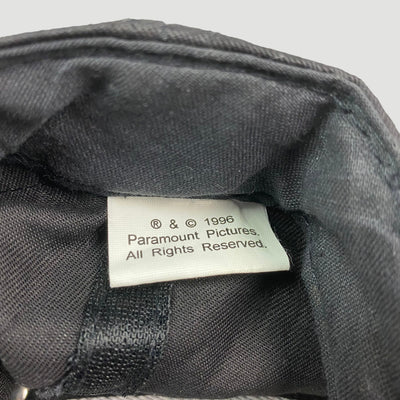 ® & © 1996
Paramount Pictures.
All Rights Reserved.